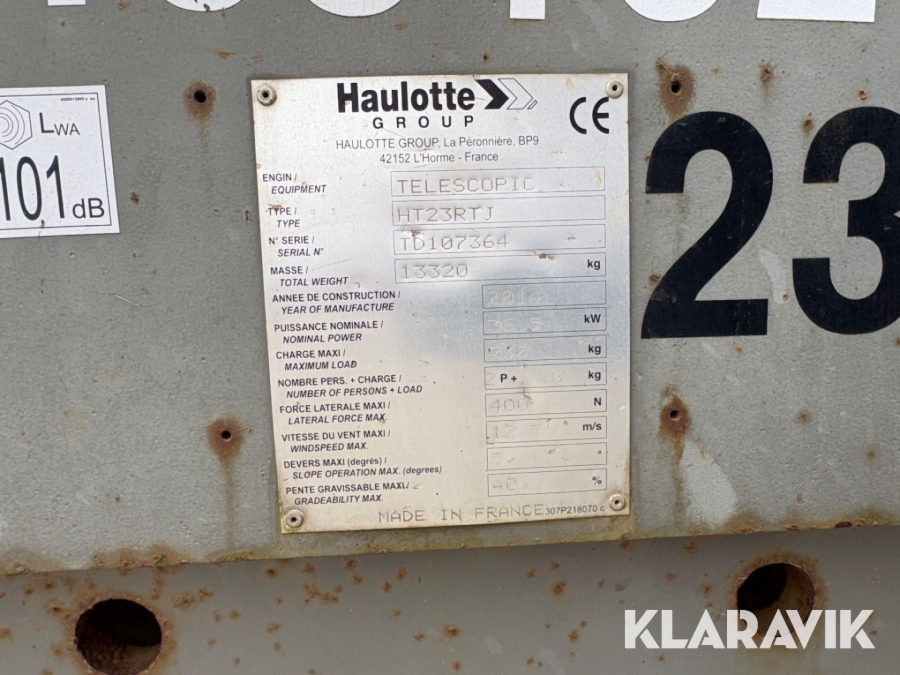 Haulotte
GROUP
CE
HAULOTTE GROUP, La Péronnière, BP9
42152 L'Horme - France
ENGIN / EQUIPMENT TELESCOPIC
TYPE / TYPE HT23RTJ
N° SERIE / SERIAL N° TD107364
MASSE / TOTAL WEIGHT 13320 kg
ANNEE DE CONSTRUCTION / YEAR OF MANUFACTURE
PUISSANCE NOMINALE / NOMINAL POWER kW
CHARGE MAXI / MAXIMUM LOAD kg
NOMBRE PERS. + CHARGE / NUMBER OF PERSONS + LOAD P + kg
FORCE LATERALE MAXI / LATERAL FORCE MAX. 400 N
VITESSE DU VENT MAXI / WINDSPEED MAX. m/s
DEVERS MAXI (degrés) / SLOPE OPERATION MAX. (degrees) °
PENTE GRAVISSABLE MAXI / GRADEABILITY MAX. 40 %
MADE IN FRANCE 307P218070 c
LWA
101 dB
23
KLARAVIK